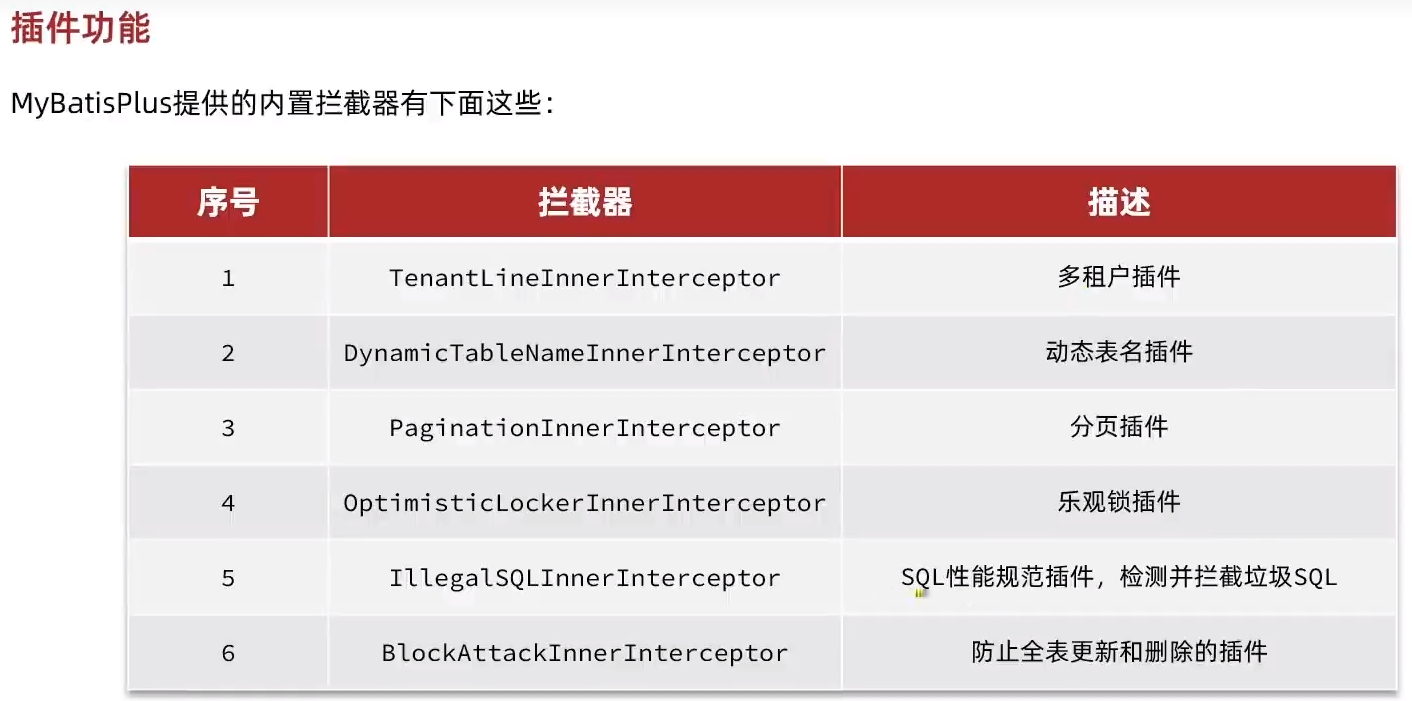 插件功能
MyBatisPlus提供的内置拦截器有下面这些：
序号 拦截器 描述
1 TenantLineInnerInterceptor 多租户插件
2 DynamicTableNameInnerInterceptor 动态表名插件
3 PaginationInnerInterceptor 分页插件
4 OptimisticLockerInnerInterceptor 乐观锁插件
5 IllegalSQLInnerInterceptor SQL性能规范插件，检测并拦截垃圾SQL
6 BlockAttackInnerInterceptor 防止全表更新和删除的插件